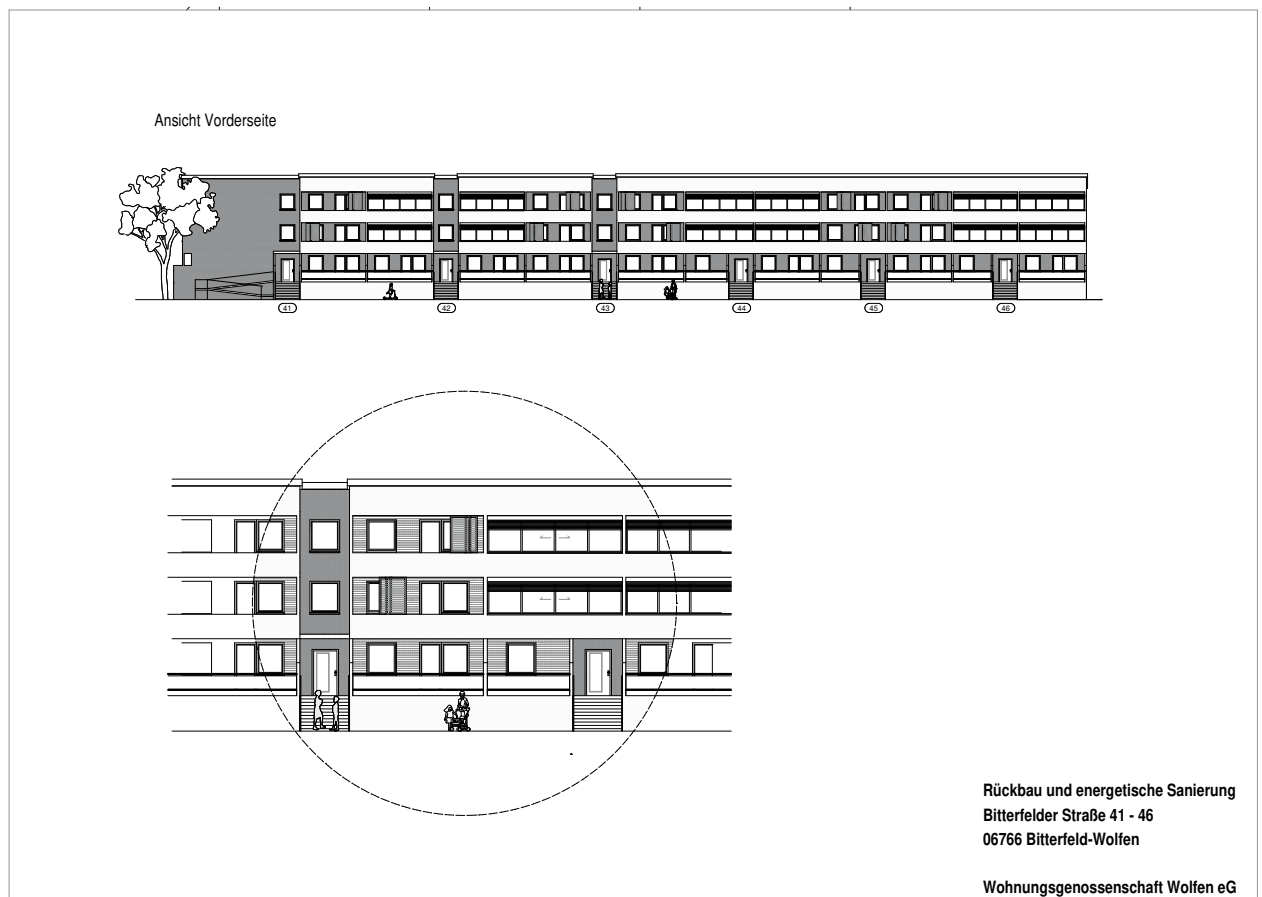 Ansicht Vorderseite
41 42 43 44 45 46
Rückbau und energetische Sanierung
Bitterfelder Straße 41 - 46
06766 Bitterfeld-Wolfen
Wohnungsgenossenschaft Wolfen eG